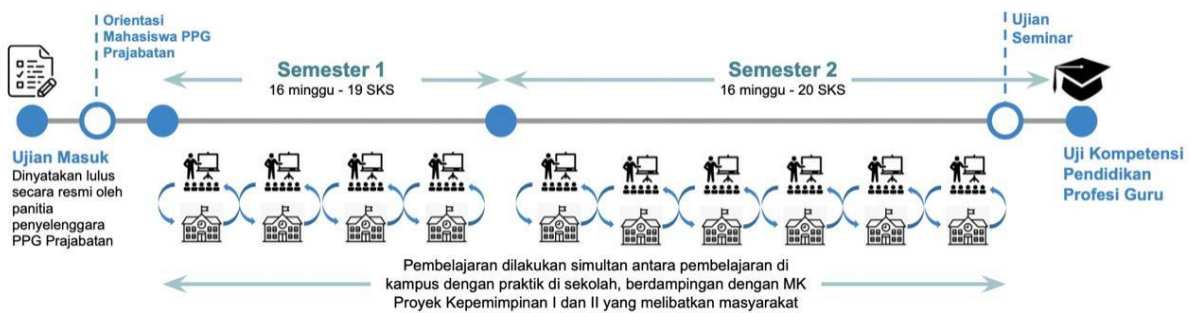 Orientasi
Mahasiswa PPG
Prajabatan
Ujian
Seminar
Semester 1
16 minggu - 19 SKS
Semester 2
16 minggu - 20 SKS
Ujian Masuk
Dinyatakan lulus
secara resmi oleh
panitia
penyelenggara
PPG Prajabatan
Uji Kompetensi
Pendidikan
Profesi Guru
Pembelajaran dilakukan simultan antara pembelajaran di
kampus dengan praktik di sekolah, berdampingan dengan MK
Proyek Kepemimpinan I dan II yang melibatkan masyarakat